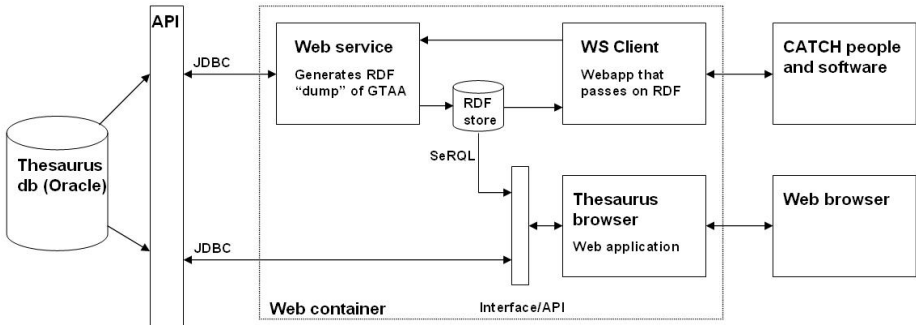 API
JDBC
Web service
Generates RDF
“dump” of GTAA
RDF
store
WS Client
Webapp that
passes on RDF
CATCH people
and software
Thesaurus
db (Oracle)
SeRQL
Thesaurus
browser
Web application
Web browser
JDBC
Web container
Interface/API